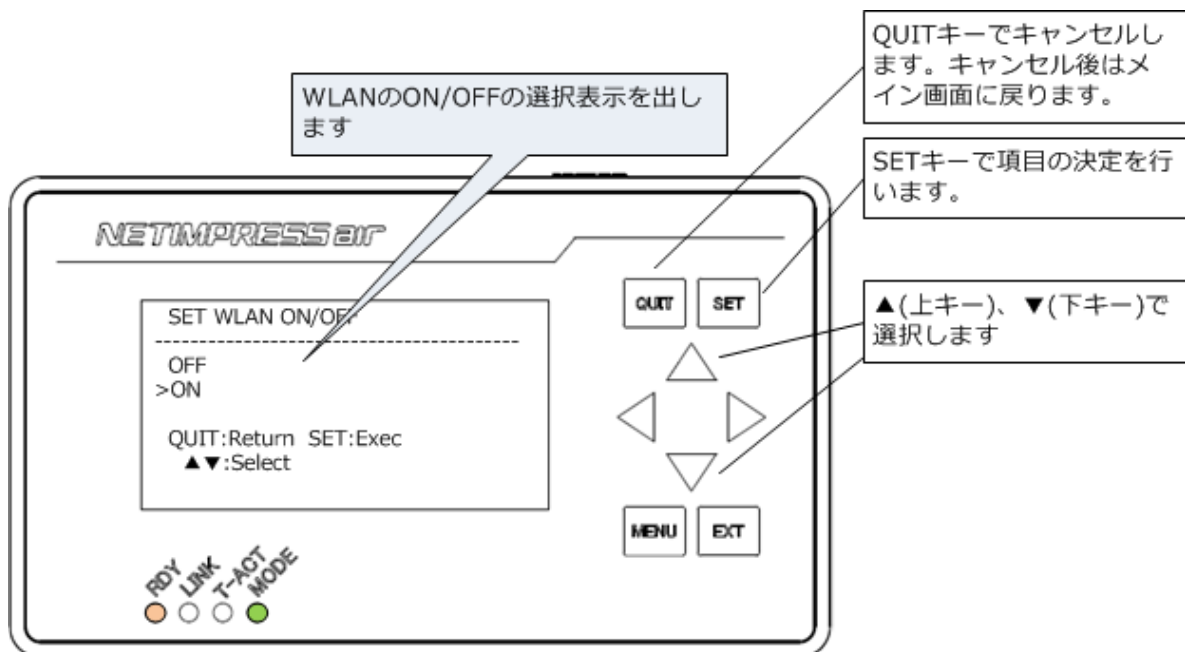 QUITキーでキャンセルし
ます。キャンセル後はメ
イン画面に戻ります。
WLANのON/OFFの選択表示を出し
ます
SETキーで項目の決定を行
います。
NETIMPRESS air
QUIT
SET
▲(上キー)、▼(下キー)で
選択します
SET WLAN ON/OFF
--------------------------------------
OFF
>ON
QUIT:Return SET:Exec
▲▼:Select
MENU
EXT
RDY
LINK
T-ACT
MODE